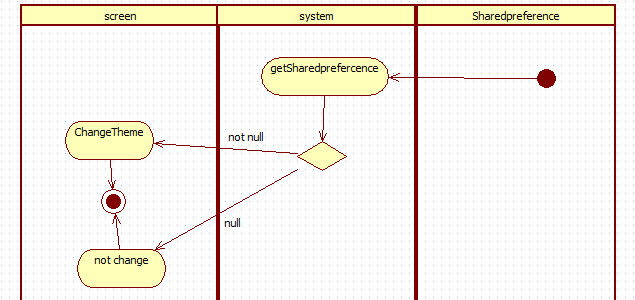 screen
system
Sharedpreference
getSharedprefercence
ChangeTheme
not null
null
not change